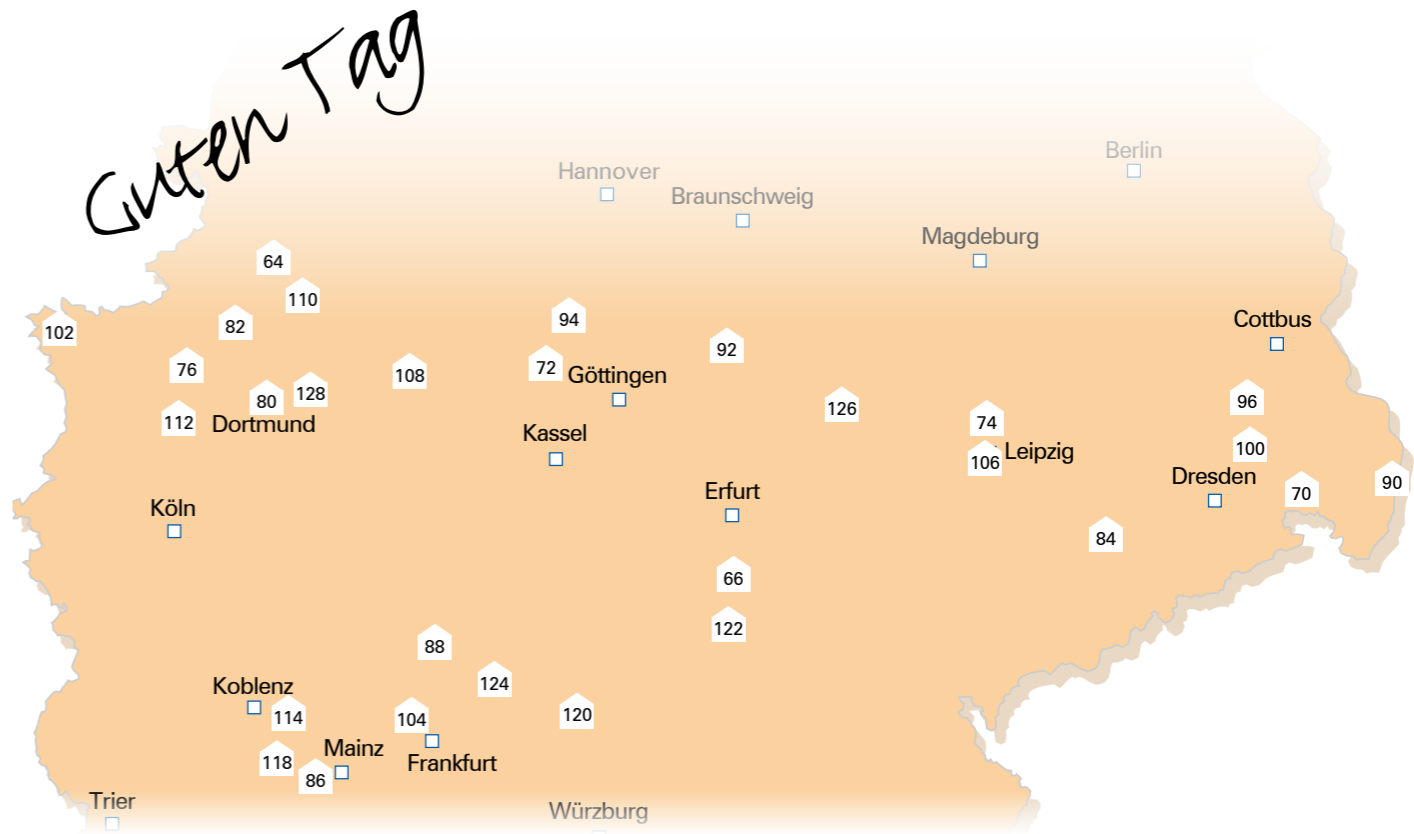 Guten Tag
Berlin
Hannover
Braunschweig
Magdeburg
64
110
94
Cottbus
82
102
92
76
72
108
Göttingen
128
80
96
126
112
Dortmund
74
Kassel
100
Leipzig
106
Dresden
90
Erfurt
70
Köln
84
66
122
88
124
Koblenz
114
104
120
Mainz
118
Frankfurt
86
Trier
Würzburg